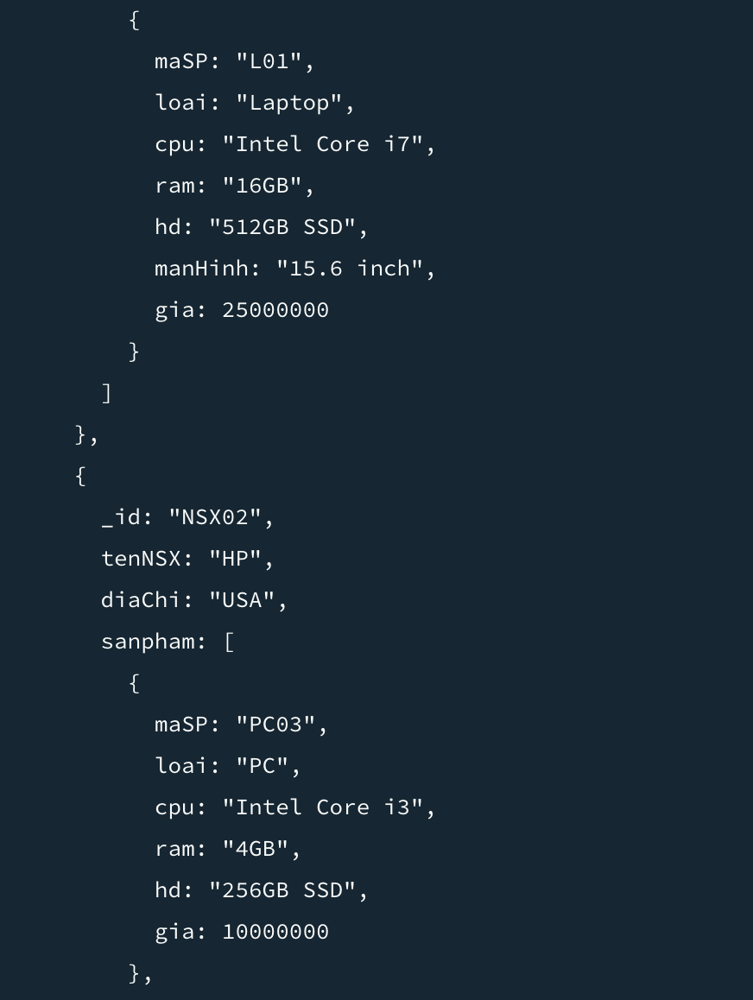 {
maSP: "L01",
loai: "Laptop",
cpu: "Intel Core i7",
ram: "16GB",
hd: "512GB SSD",
manHinh: "15.6 inch",
gia: 25000000
}
]
},
{
_id: "NSX02",
tenNSX: "HP",
diaChi: "USA",
sanpham: [
{
maSP: "PC03",
loai: "PC",
cpu: "Intel Core i3",
ram: "4GB",
hd: "256GB SSD",
gia: 10000000
},